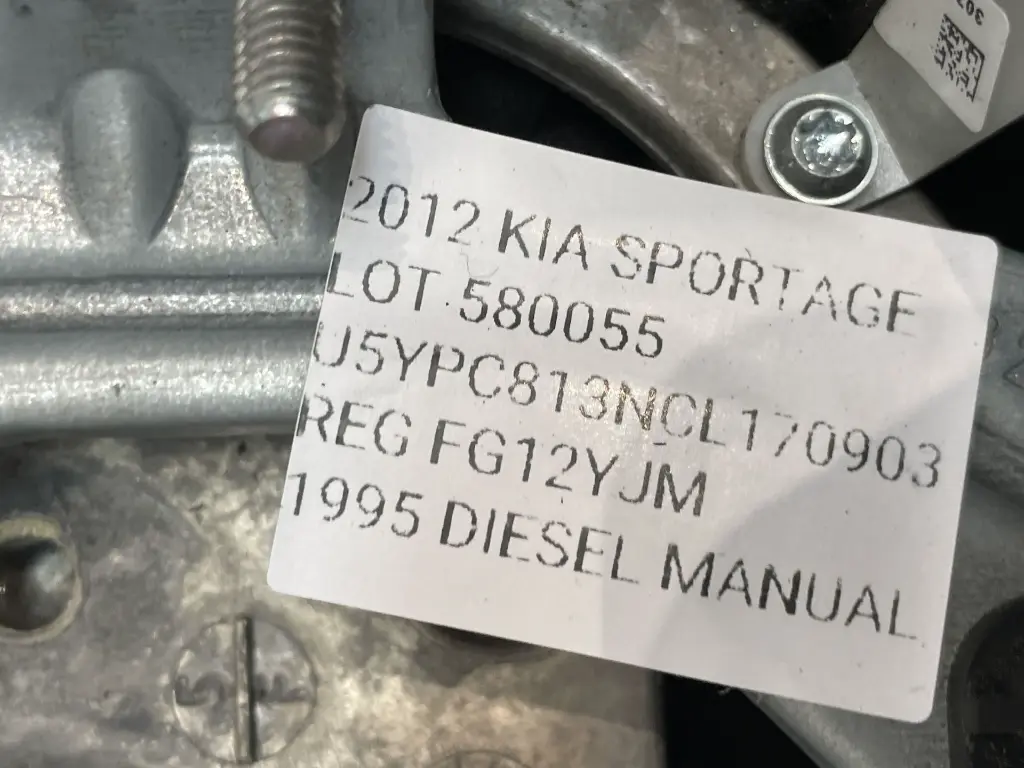 2012 KIA SPORTAGE
LOT 580055
U5YPC813NCL170903
REG FG12YJM
1995 DIESEL MANUAL